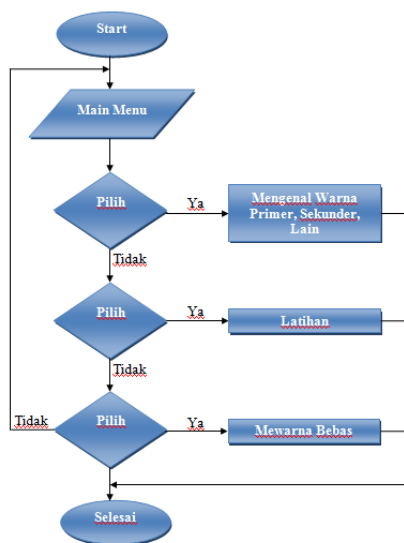 Start
Main Menu
Pilih
Ya
Mengenal Warna
Primer, Sekunder,
Lain
Tidak
Pilih
Ya
Latihan
Tidak
Tidak
Pilih
Ya
Mewarna Bebas
Selesai